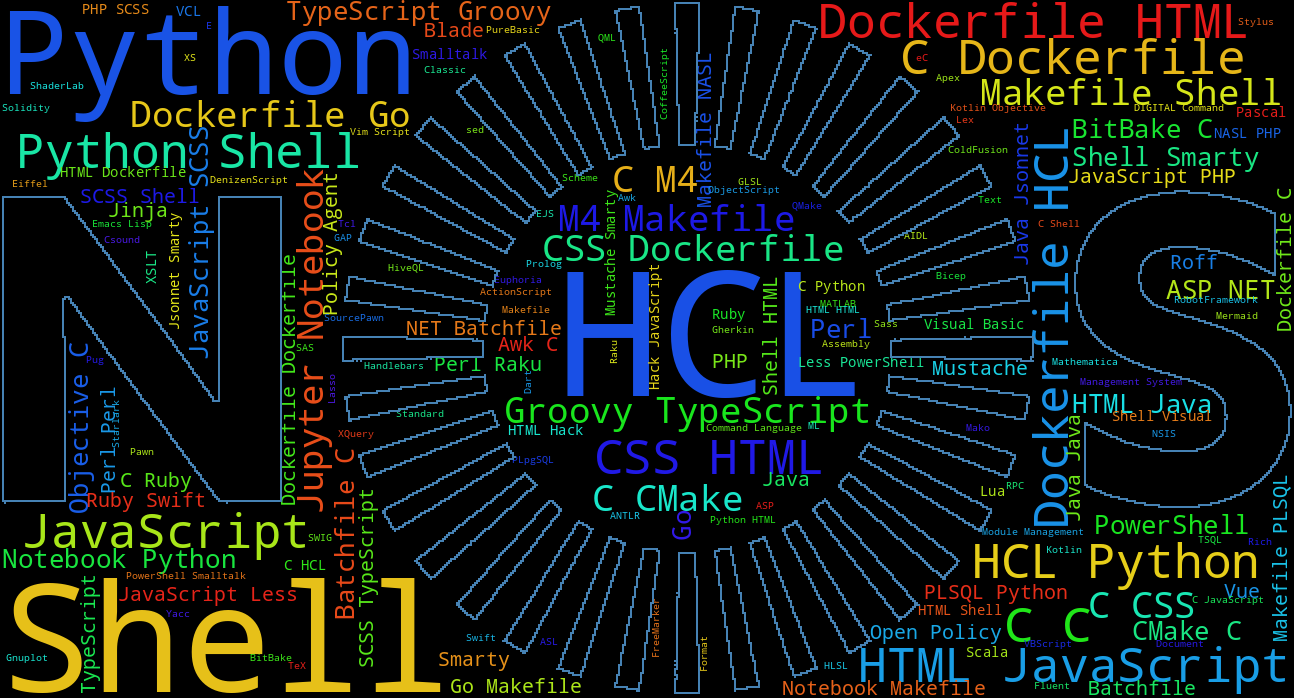 PHP SCSS
VCL
E
TypeScript Groovy
Python
XS
ShaderLab
Solidity
Blade
PureBasic
Smalltalk
Classic
QML
CoffeeScript
Makefile NASL
Dockerfile HTML
Stylus
C Dockerfile
eC
Apex
Makefile Shell
Kotlin Objective
Lex
DIGITAL Command
Pascal
Dockerfile Go
Vim Script
sed
BitBake C
NASL PHP
Python Shell
JavaScript SCSS
HTML Dockerfile
DenizenScript
Eiffel
SCSS Shell
Jinja
Emacs Lisp
Csound
XSLT
Jsonnet Smarty
Jupyter Notebook
Policy Agent
Tcl
GAP
HiveQL
SourcePawn
SAS
Dockerfile Dockerfile
Scheme
C M4
Awk
GLSL
ObjectScript
QMake
EJS
M4 Makefile
Mustache Smarty
CSS Dockerfile
Prolog
Euphoria
ActionScript
Makefile
HCL
Hack JavaScript
Raku
Ruby
Gherkin
PHP
Shell HTML
C Python
MATLAB
HTML HTML
Perl
Sass
Assembly
Less PowerShell
ColdFusion
Text
AIDL
Bicep
Visual Basic
Mustache
Java Jsonnet
Dockerfile HCL
Shell Smarty
JavaScript PHP
C Shell
Dockerfile C
Roff
ASP NET
RobotFramework
Mermaid
Mathematica
Management System
HTML Java
Shell Visual
NSIS
Java Java
NET Batchfile
Awk C
Perl Raku
Handlebars
Dart
Lasso
Standard
XQuery
Groovy TypeScript
Command Language
ML
HTML Hack
PLpgSQL
CSS HTML
Java
C CMake
ASP
Python HTML
ANTLR
Go
Mako
Lua
RPC
Objective C
Pug
Perl Perl
Starlark
Pawn
C Ruby
Ruby Swift
JavaScript
SWIG
Notebook Python
C HCL
PowerShell Smalltalk
JavaScript Less
Yacc
Shell
Gnuplot
TypeScript
BitBake
TeX
Batchfile C
SCSS TypeScript
Swift
ASL
Smarty
Go Makefile
FreeMarker
Format
Module Management
PowerShell
TSQL
Rich
Kotlin
HCL Python
Makefile PLSQL
PLSQL Python
HTML Shell
Vue
C JavaScript
C CSS
C C
CMake C
Open Policy
VBScript
Document
Scala
HLSL
HTML JavaScript
Notebook Makefile
Fluent
Batchfile